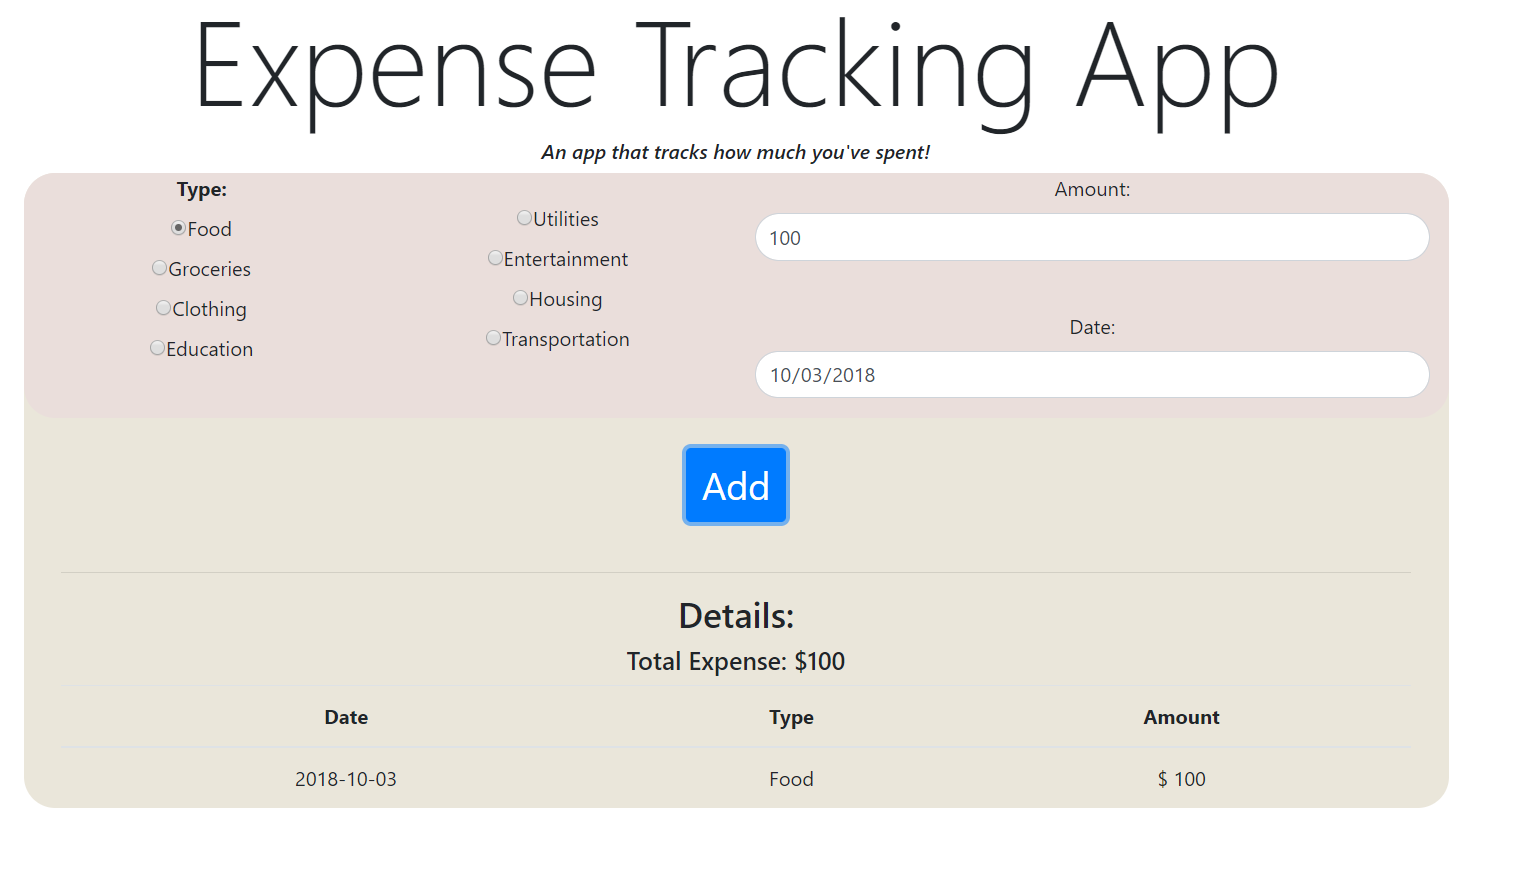 Expense Tracking App
An app that tracks how much you've spent!
Type:
Food
Groceries
Clothing
Education
Utilities
Entertainment
Housing
Transportation
Amount:
100
Date:
10/03/2018
Add
Details:
Total Expense: $100
Date Type Amount
2018-10-03 Food $ 100